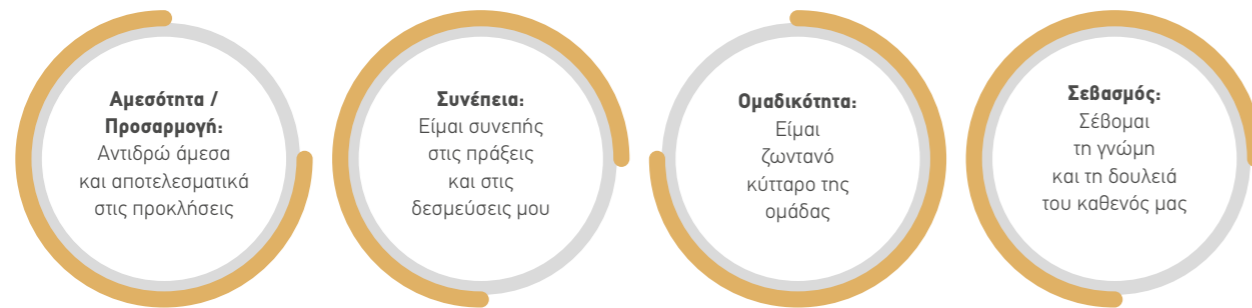 Αμεσότητα /
Προσαρμογή:
Αντιδρώ άμεσα
και αποτελεσματικά
στις προκλήσεις
Συνέπεια:
Είμαι συνεπής
στις πράξεις
και στις
δεσμεύσεις μου
Ομαδικότητα:
Είμαι
ζωντανό
κύτταρο της
ομάδας
Σεβασμός:
Σέβομαι
τη γνώμη
και τη δουλειά
του καθενός μας